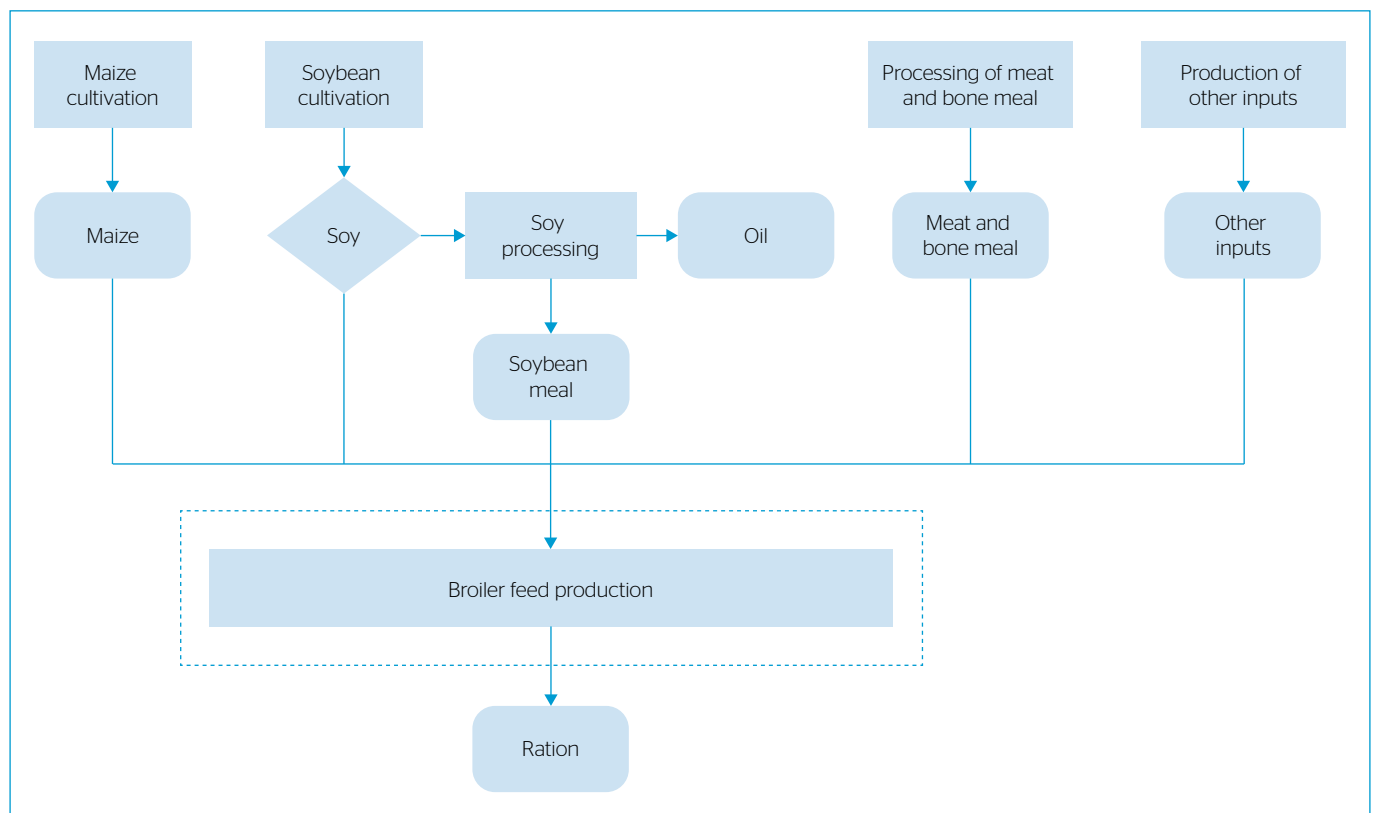 Maize
cultivation
Soybean
cultivation
Processing of meat
and bone meal
Production of
other inputs
Maize
Soy
Soy
processing
Oil
Meat and
bone meal
Other
inputs
Soybean
meal
Broiler feed production
Ration